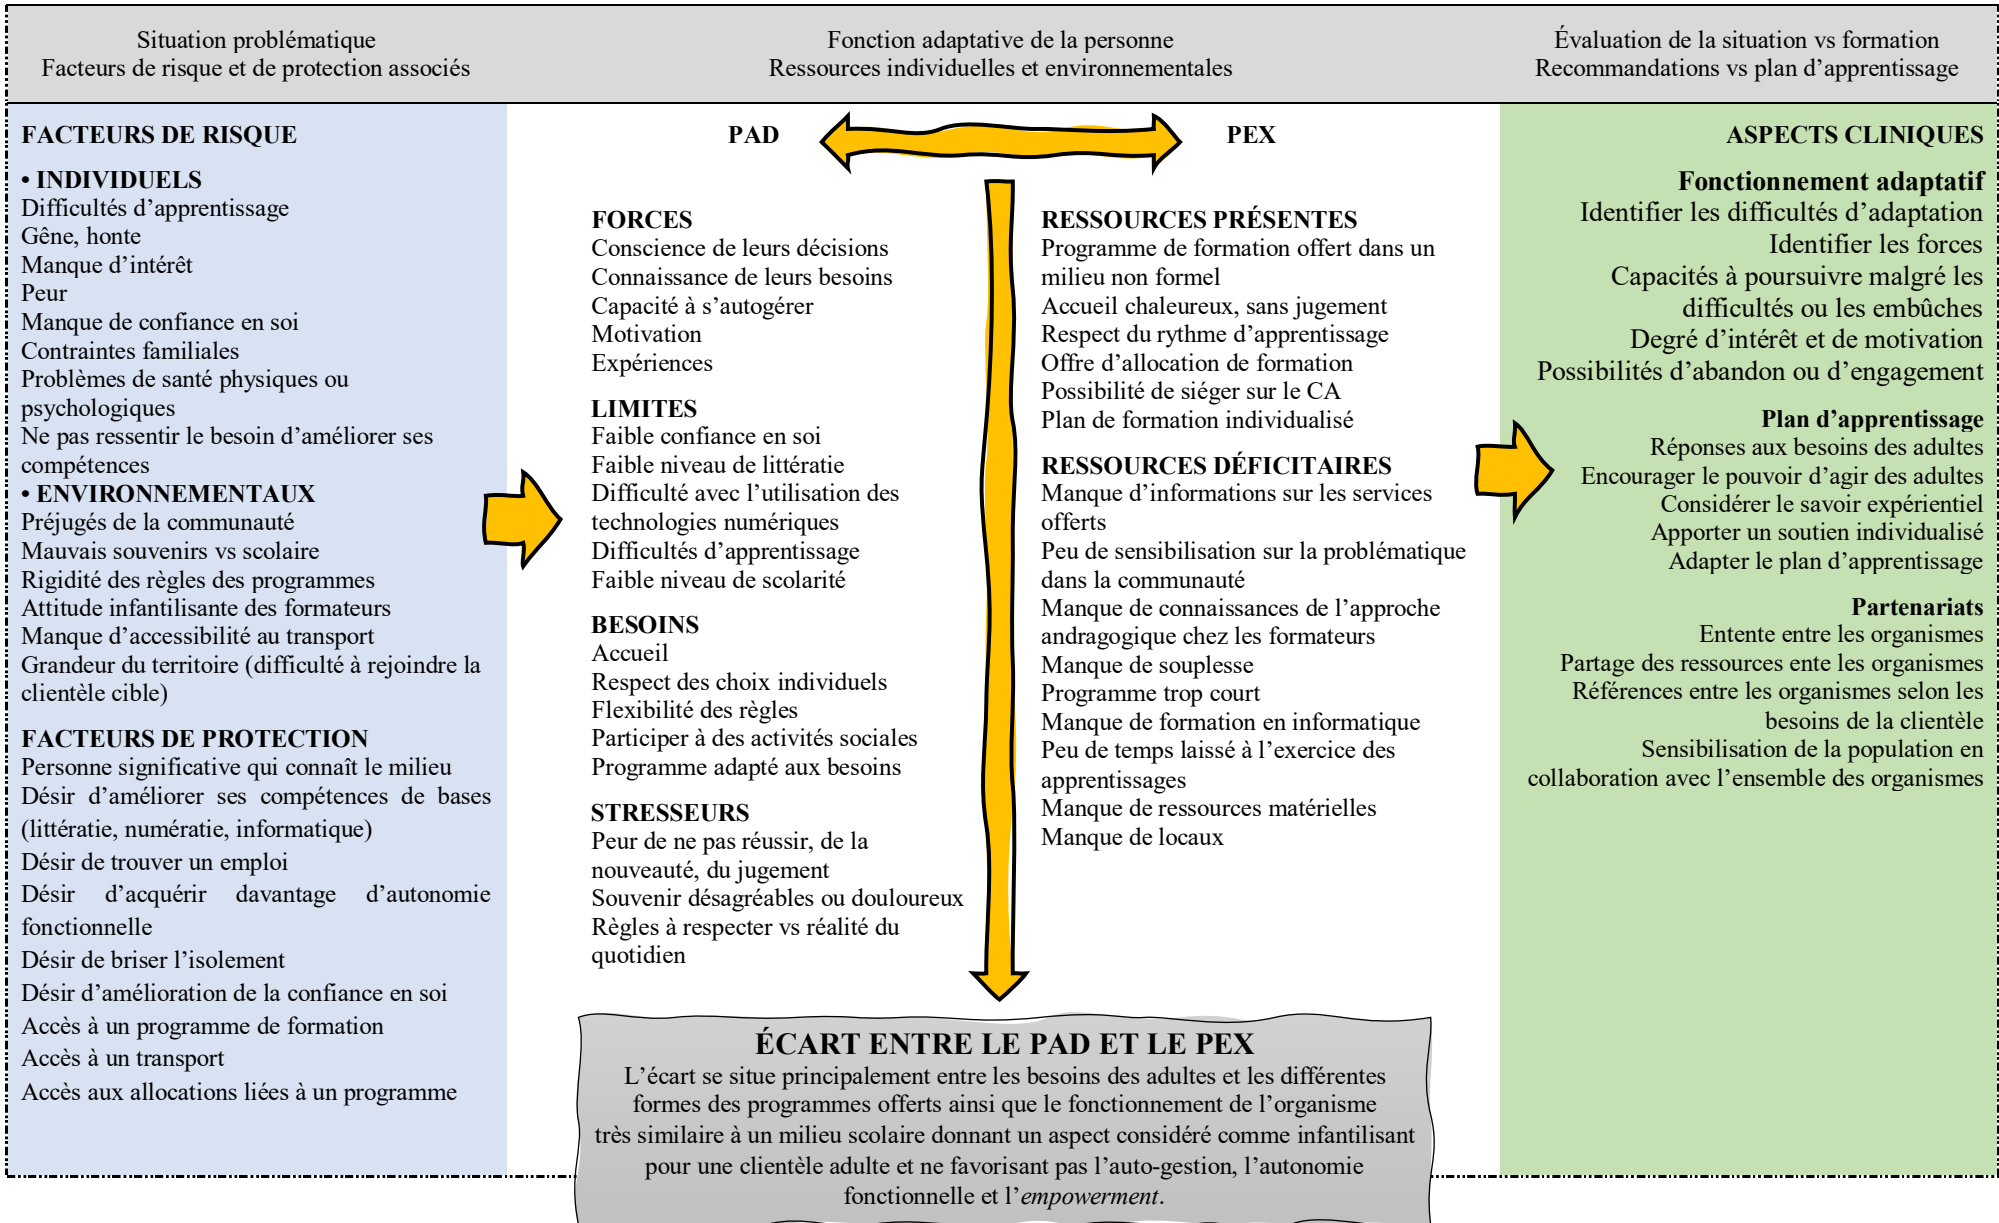 Situation problématique
Facteurs de risque et de protection associés
Fonction adaptative de la personne
Ressources individuelles et environnementales
Évaluation de la situation vs formation
Recommandations vs plan d’apprentissage
FACTEURS DE RISQUE
• INDIVIDUELS
Difficultés d’apprentissage
Gêne, honte
Manque d’intérêt
Peur
Manque de confiance en soi
Contraintes familiales
Problèmes de santé physiques ou
psychologiques
Ne pas ressentir le besoin d’améliorer ses
compétences
• ENVIRONNEMENTAUX
Préjugés de la communauté
Mauvais souvenirs vs scolaire
Rigidité des règles des programmes
Attitude infantilisante des formateurs
Manque d’accessibilité au transport
Grandeur du territoire (difficulté à rejoindre la
clientèle cible)
FACTEURS DE PROTECTION
Personne significative qui connaît le milieu
Désir d’améliorer ses compétences de bases
(littératie, numératie, informatique)
Désir de trouver un emploi
Désir d’acquérir davantage d’autonomie
fonctionnelle
Désir de briser l’isolement
Désir d’amélioration de la confiance en soi
Accès à un programme de formation
Accès à un transport
Accès aux allocations liées à un programme
PAD
FORCES
Conscience de leurs décisions
Connaissance de leurs besoins
Capacité à s’autogérer
Motivation
Expériences
LIMITES
Faible confiance en soi
Faible niveau de littératie
Difficulté avec l’utilisation des
technologies numériques
Difficultés d’apprentissage
Faible niveau de scolarité
BESOINS
Accueil
Respect des choix individuels
Flexibilité des règles
Participer à des activités sociales
Programme adapté aux besoins
STRESSEURS
Peur de ne pas réussir, de la
nouveauté, du jugement
Souvenir désagréables ou douloureux
Règles à respecter vs réalité du
quotidien
PEX
RESSOURCES PRÉSENTES
Programme de formation offert dans un
milieu non formel
Accueil chaleureux, sans jugement
Respect du rythme d’apprentissage
Offre d’allocation de formation
Possibilité de siéger sur le CA
Plan de formation individualisé
RESSOURCES DÉFICITAIRES
Manque d’informations sur les services
offerts
Peu de sensibilisation sur la problématique
dans la communauté
Manque de connaissances de l’approche
andragogique chez les formateurs
Manque de souplesse
Programme trop court
Manque de formation en informatique
Peu de temps laissé à l’exercice des
apprentissages
Manque de ressources matérielles
Manque de locaux
ÉCART ENTRE LE PAD ET LE PEX
L’écart se situe principalement entre les besoins des adultes et les différentes
formes des programmes offerts ainsi que le fonctionnement de l’organisme
très similaire à un milieu scolaire donnant un aspect considéré comme infantilisant
pour une clientèle adulte et ne favorisant pas l’auto-gestion, l’autonomie
fonctionnelle et l’empowerment.
ASPECTS CLINIQUES
Fonctionnement adaptatif
Identifier les difficultés d’adaptation
Identifier les forces
Capacités à poursuivre malgré les
difficultés ou les embûches
Degré d’intérêt et de motivation
Possibilités d’abandon ou d’engagement
Plan d’apprentissage
Réponses aux besoins des adultes
Encourager le pouvoir d’agir des adultes
Considérer le savoir expérientiel
Apporter un soutien individualisé
Adapter le plan d’apprentissage
Partenariats
Entente entre les organismes
Partage des ressources ente les organismes
Références entre les organismes selon les
besoins de la clientèle
Sensibilisation de la population en
collaboration avec l’ensemble des organismes